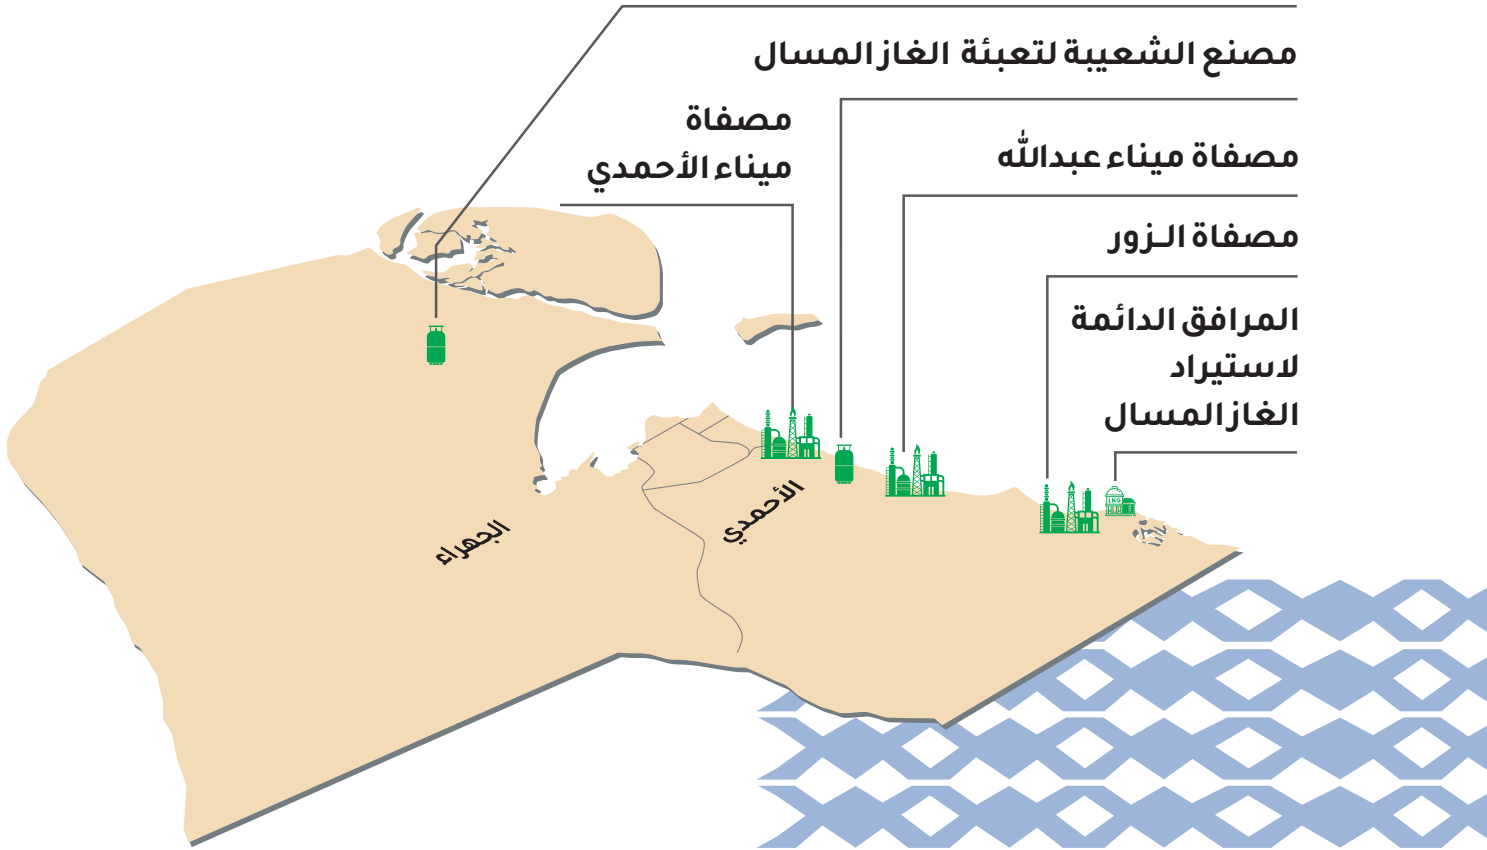 مصنع الشعيبة لتعبئة الغاز المسال
مصفاة
ميناء الأحمدي
مصفاة ميناء عبدالله
مصفاة الـزور
المرافق الدائمة
لاستيراد
الغاز المسال
LNG
الأحمدي
الجهراء